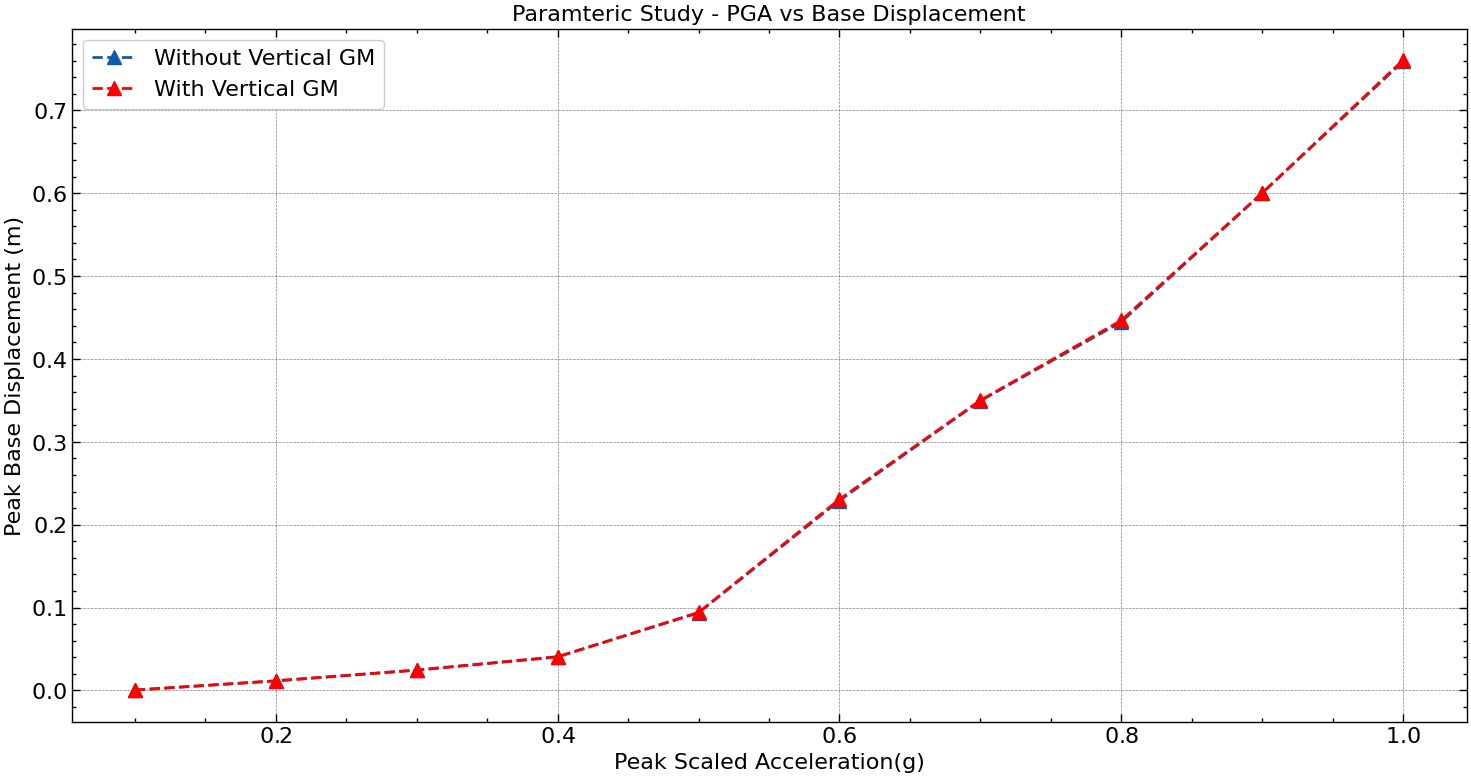 Paramteric Study - PGA vs Base Displacement
Without Vertical GM
With Vertical GM
Peak Base Displacement (m)
0.7
0.6
0.5
0.4
0.3
0.2
0.1
0.0
0.2
0.4
0.6
0.8
1.0
Peak Scaled Acceleration(g)